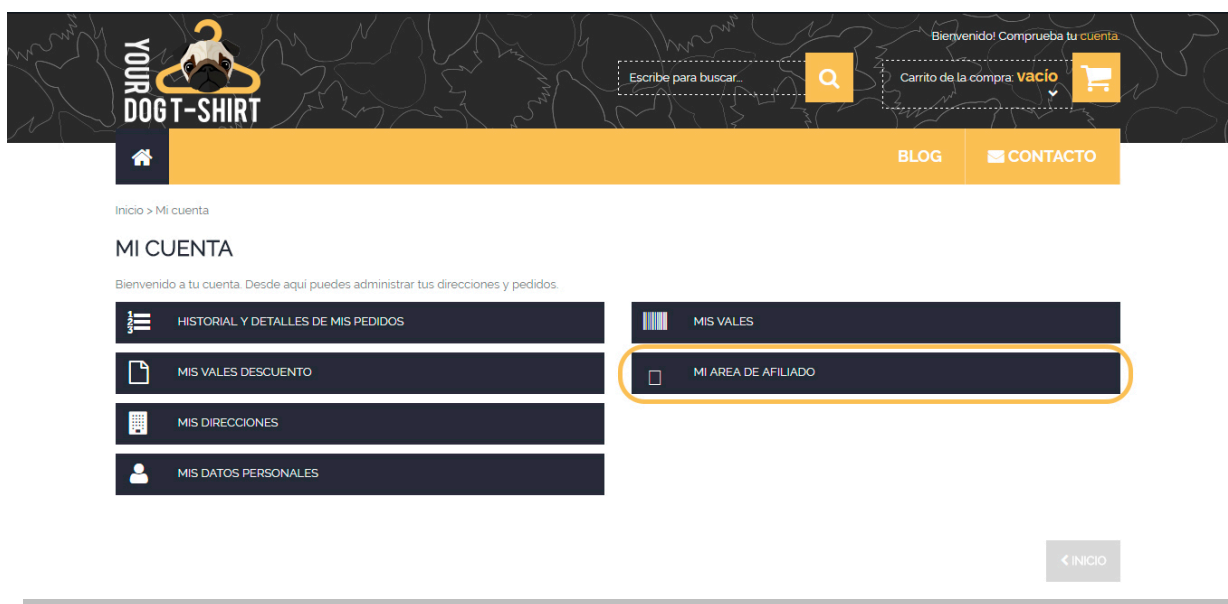 YOUR
DOG T-SHIRT
Escribe para buscar...
Bienvenido! Comprueba tu cuenta.
Carrito de la compra: vacío
BLOG
CONTACTO
Inicio > Mi cuenta
MI CUENTA
Bienvenido a tu cuenta. Desde aquí puedes administrar tus direcciones y pedidos.
HISTORIAL Y DETALLES DE MIS PEDIDOS
MIS VALES
MIS VALES DESCUENTO
MI AREA DE AFILIADO
MIS DIRECCIONES
MIS DATOS PERSONALES
INICIO